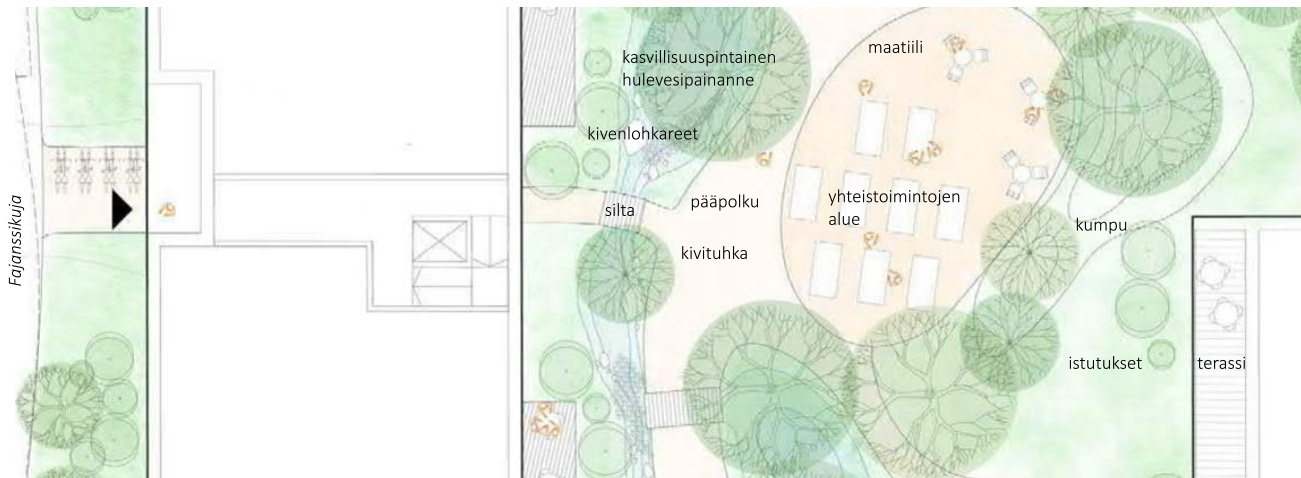 Fajanssikuja
kasvillisuuspintainen
hulevesipainanne
kivenlohkareet
silta
pääpolku
kivituhka
maatiili
yhteistoimintojen
alue
kumpu
istutukset
terassi